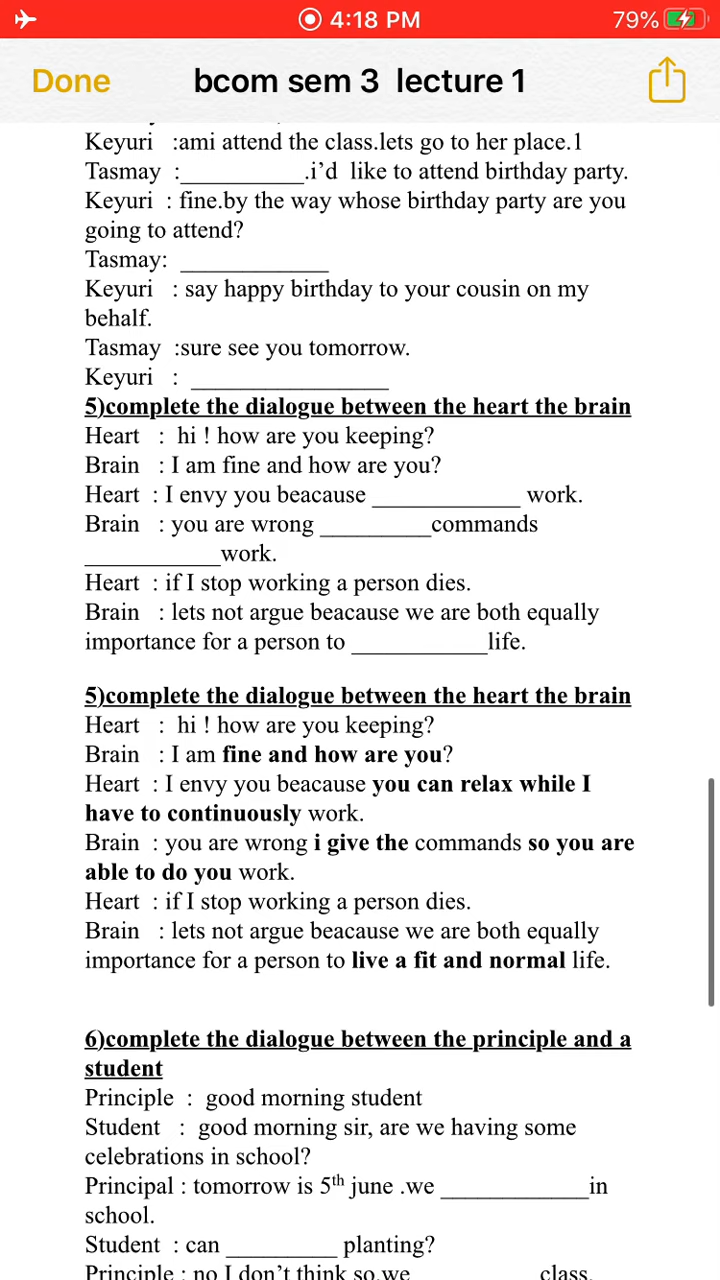 4:18 PM
79%
Done
bcom sem 3 lecture 1
Keyuri :ami attend the class.lets go to her place.1
Tasmay :__________.i’d like to attend birthday party.
Keyuri : fine.by the way whose birthday party are you
going to attend?
Tasmay: ____________
Keyuri : say happy birthday to your cousin on my
behalf.
Tasmay :sure see you tomorrow.
Keyuri : ________________
5)complete the dialogue between the heart the brain
Heart : hi ! how are you keeping?
Brain : I am fine and how are you?
Heart : I envy you beacause ____________ work.
Brain : you are wrong _________commands
___________work.
Heart : if I stop working a person dies.
Brain : lets not argue beacause we are both equally
importance for a person to ___________life.
5)complete the dialogue between the heart the brain
Heart : hi ! how are you keeping?
Brain : I am fine and how are you?
Heart : I envy you beacause you can relax while I
have to continuously work.
Brain : you are wrong i give the commands so you are
able to do you work.
Heart : if I stop working a person dies.
Brain : lets not argue beacause we are both equally
importance for a person to live a fit and normal life.
6)complete the dialogue between the principle and a
student
Principle : good morning student
Student : good morning sir, are we having some
celebrations in school?
Principal : tomorrow is 5th june .we ____________in
school.
Student : can _________ planting?
Principle : no I don’t think so.we __________ class.